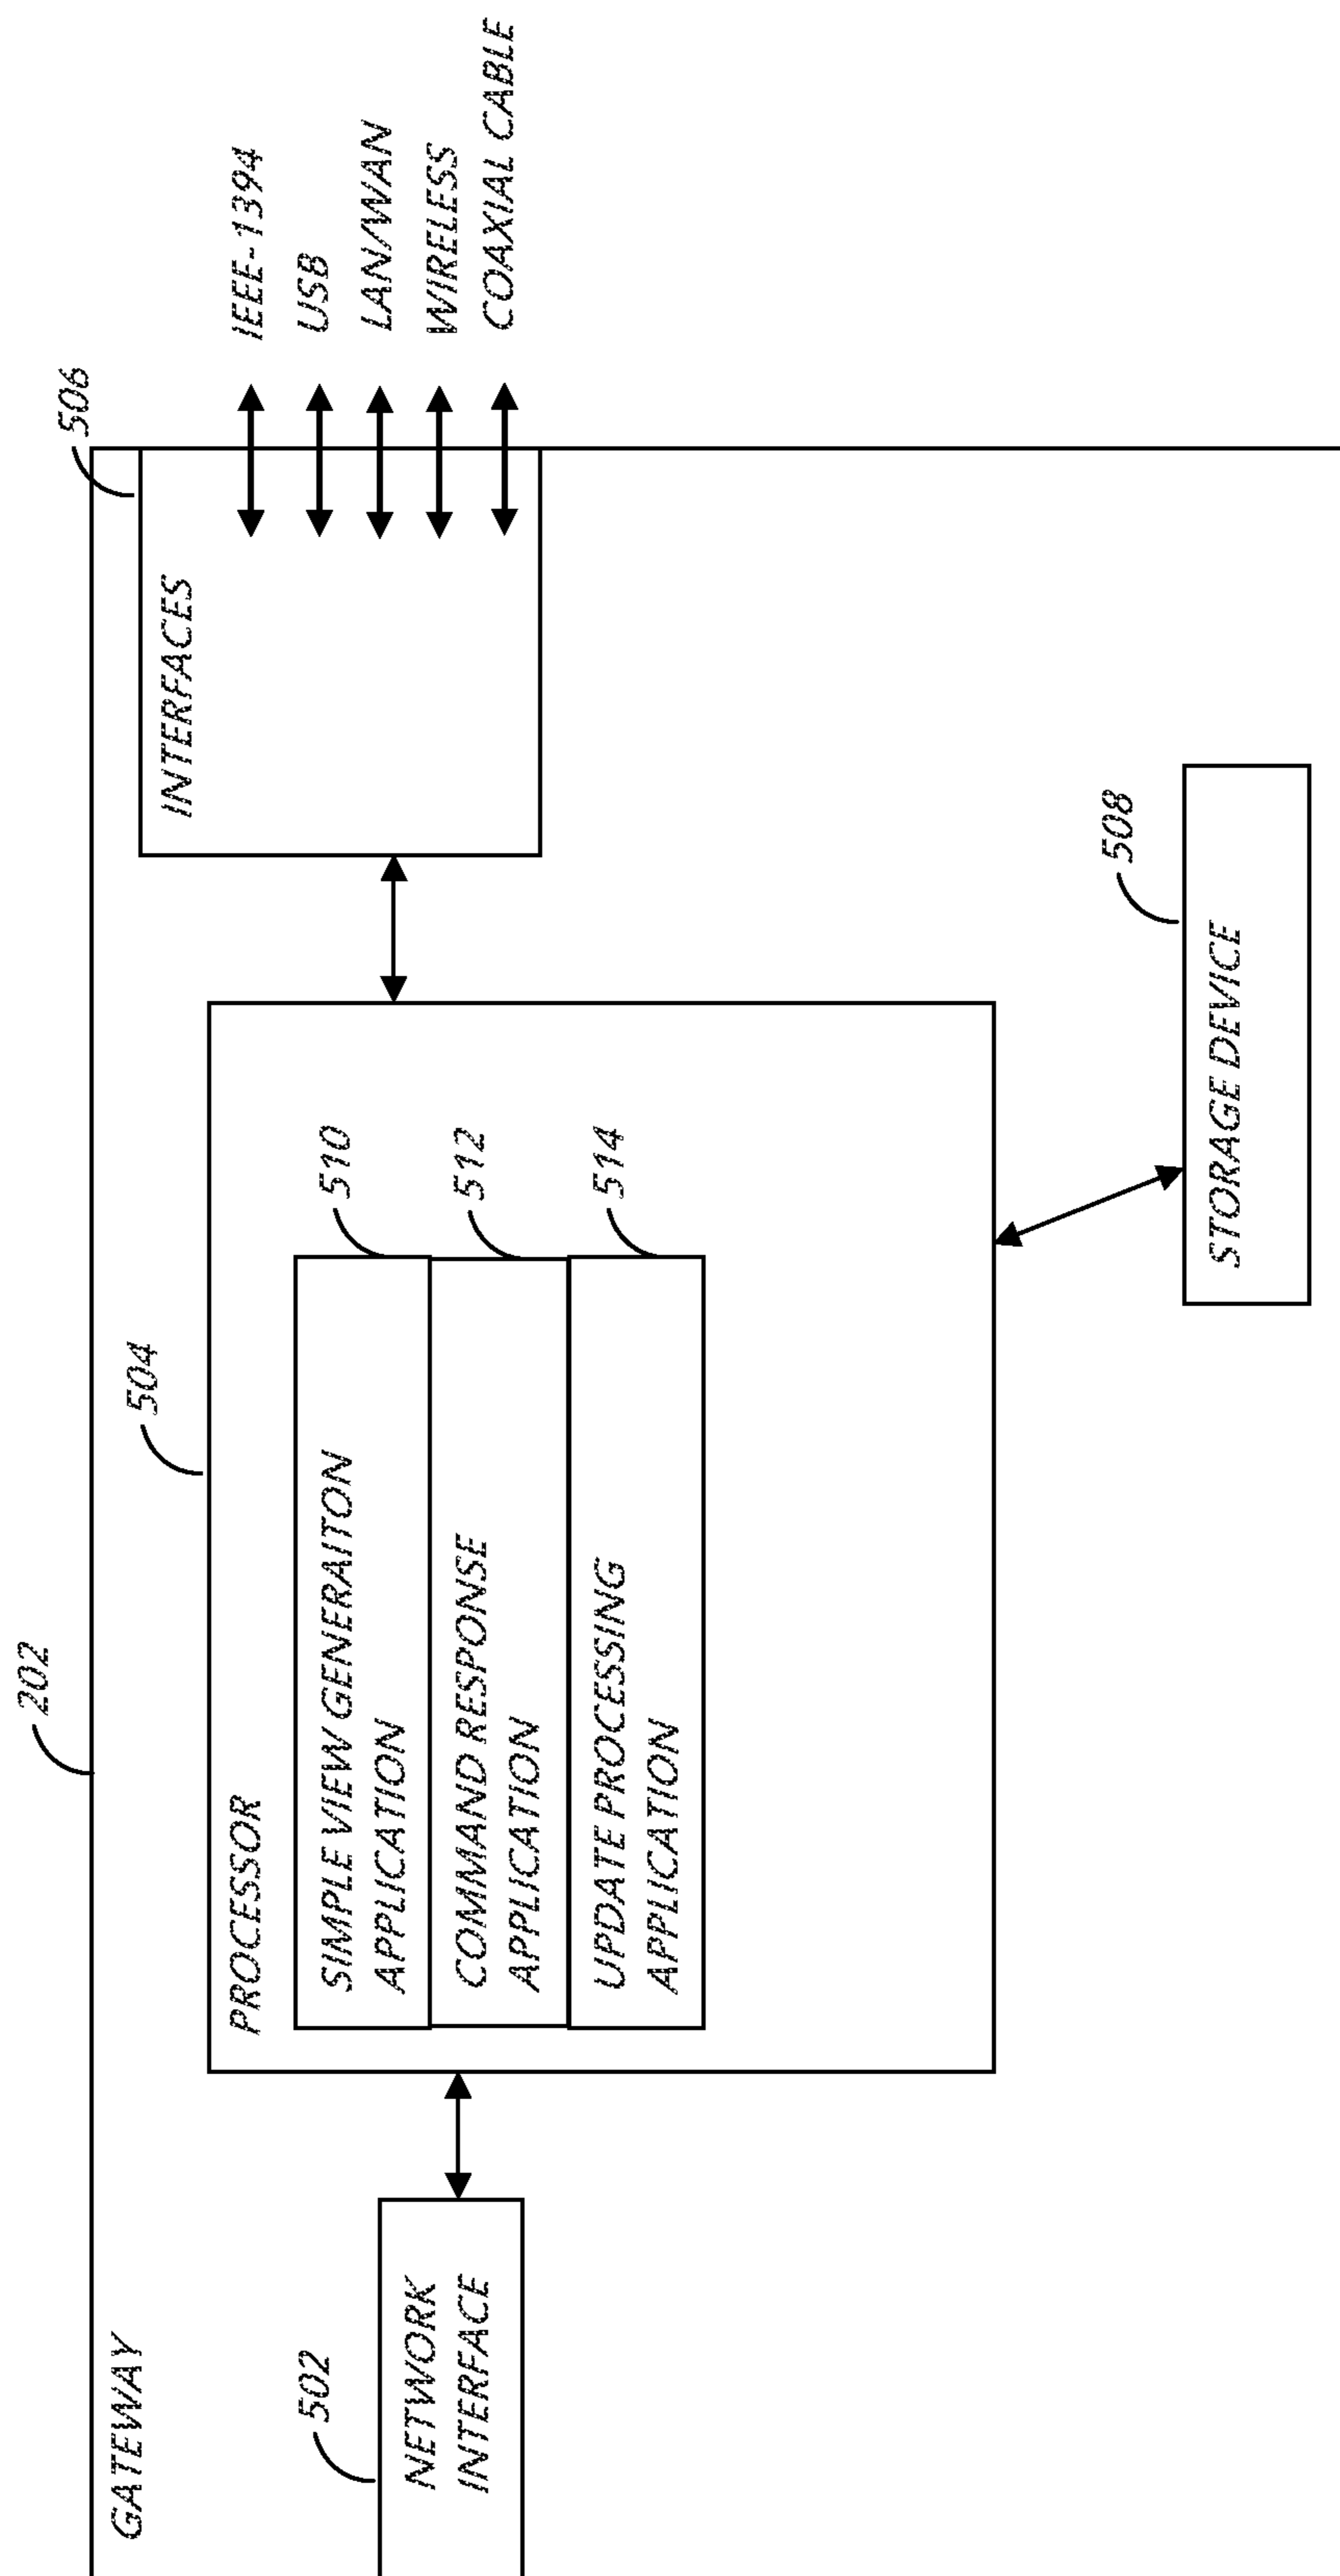 202
GATEWAY
502
NETWORK
INTERFACE
504
PROCESSOR
SIMPLE VIEW GENERAITON
APPLICATION
510
COMMAND RESPONSE
APPLICATION
512
UPDATE PROCESSING
APPLICATION
514
506
INTERFACES
IEEE-1394
USB
LAN/WAN
WIRELESS
COAXIAL CABLE
508
STORAGE DEVICE